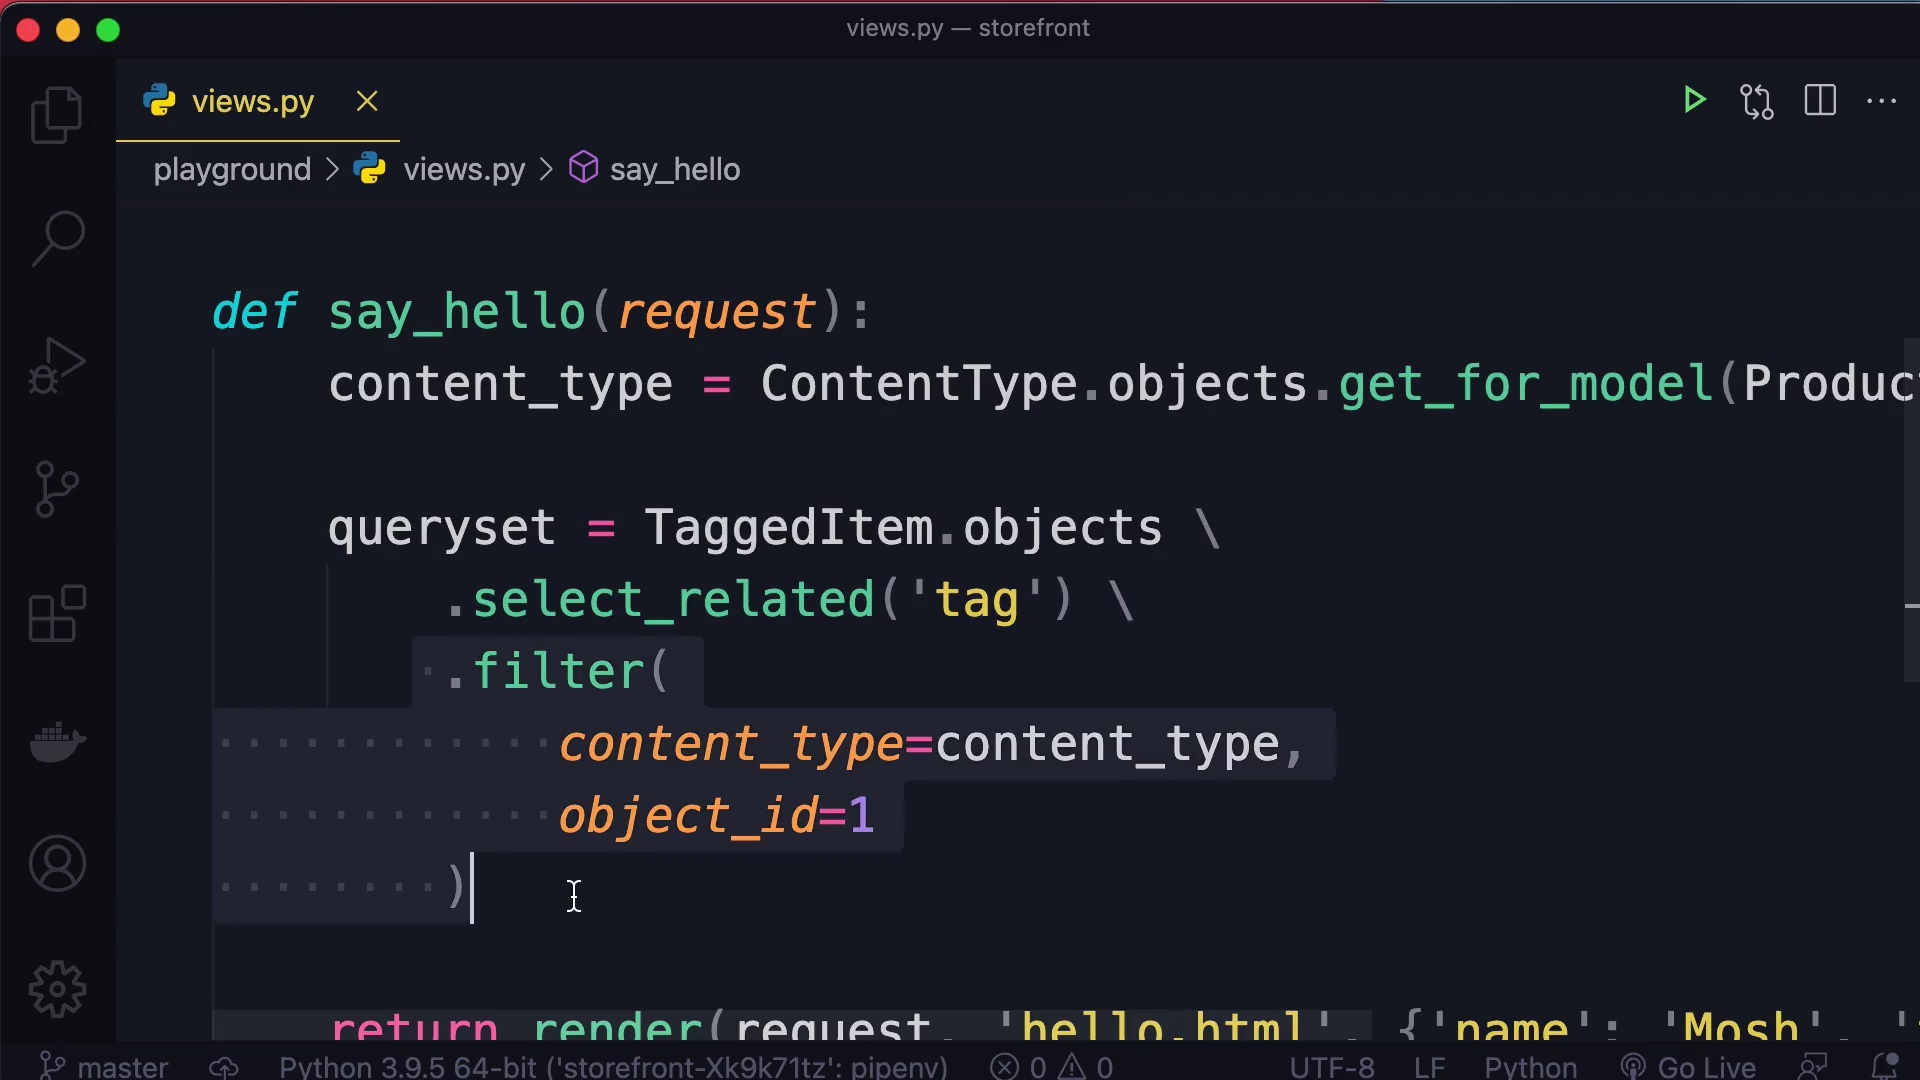 views.py — storefront
views.py
playground > views.py > say_hello
def say_hello(request):
content_type = ContentType.objects.get_for_model(Produc
queryset = TaggedItem.objects \
.select_related('tag') \
.filter(
content_type=content_type,
object_id=1
)
return render(request, 'hello.html', {'name': 'Mosh', '
master Python 3.9.5 64-bit ('storefront-Xk9k71tz': pipenv) 0 0 UTF-8 LF Python Go Live